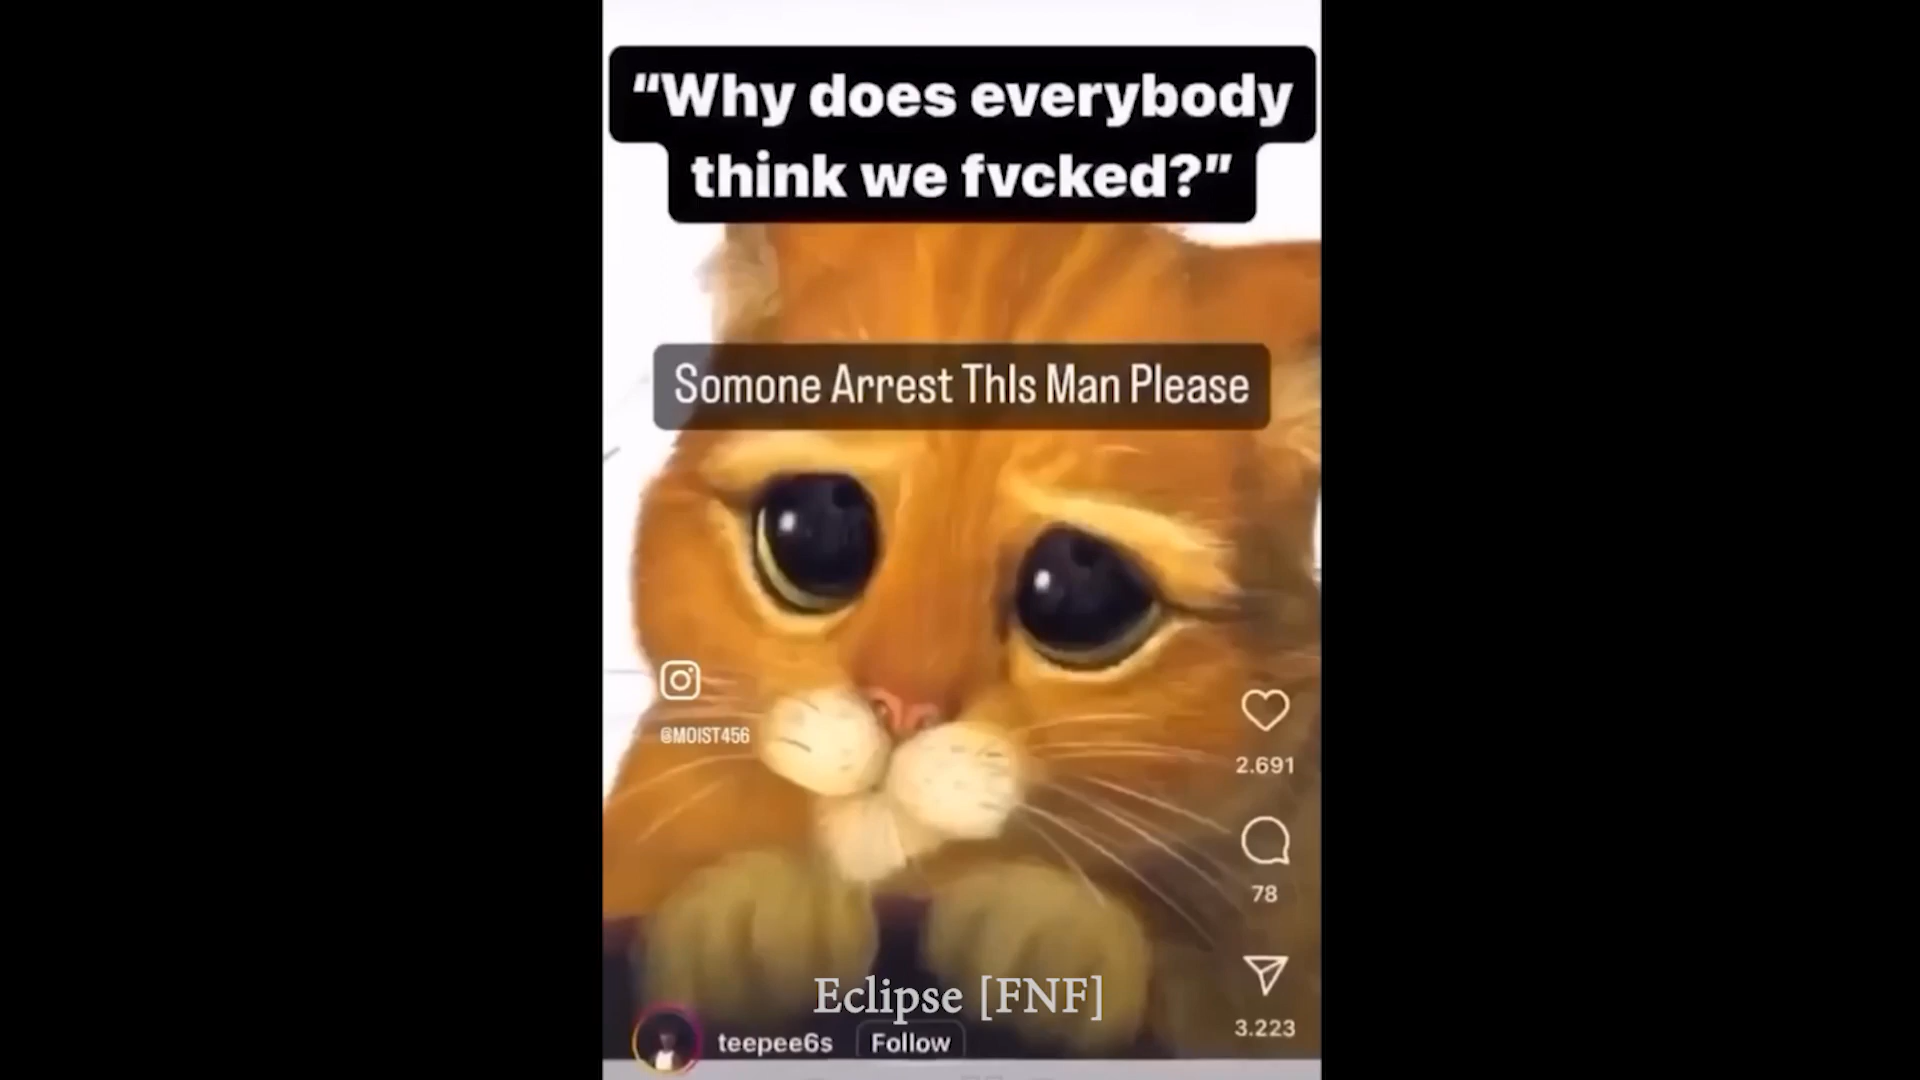 “Why does everybody
think we fvcked?”
Somone Arrest ThIs Man Please
@MOIST456
2.691
78
3.223
Eclipse [FNF]
teepee6s Follow